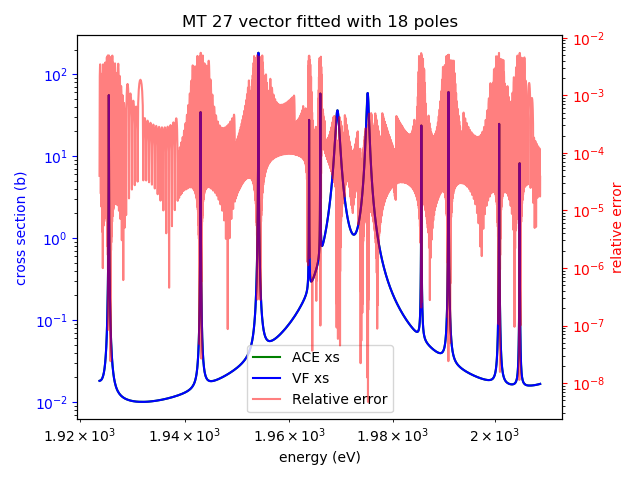 MT 27 vector fitted with 18 poles
cross section (b)
10²
10¹
10⁰
10⁻¹
10⁻²
10⁻²
10⁻³
10⁻⁴
10⁻⁵
10⁻⁶
10⁻⁷
10⁻⁸
relative error
ACE xs
VF xs
Relative error
1.92 × 10³ 1.94 × 10³ 1.96 × 10³ 1.98 × 10³ 2 × 10³
energy (eV)